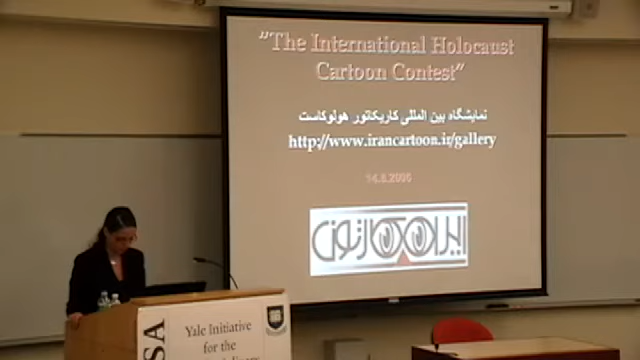 "The International Holocaust
Cartoon Contest"
نمایشگاه بین المللی کاریکاتور هولوکاست
http://www.irancartoon.ir/gallery
14.8.2006
ایران کارتون
SA
Yale Initiative
for the